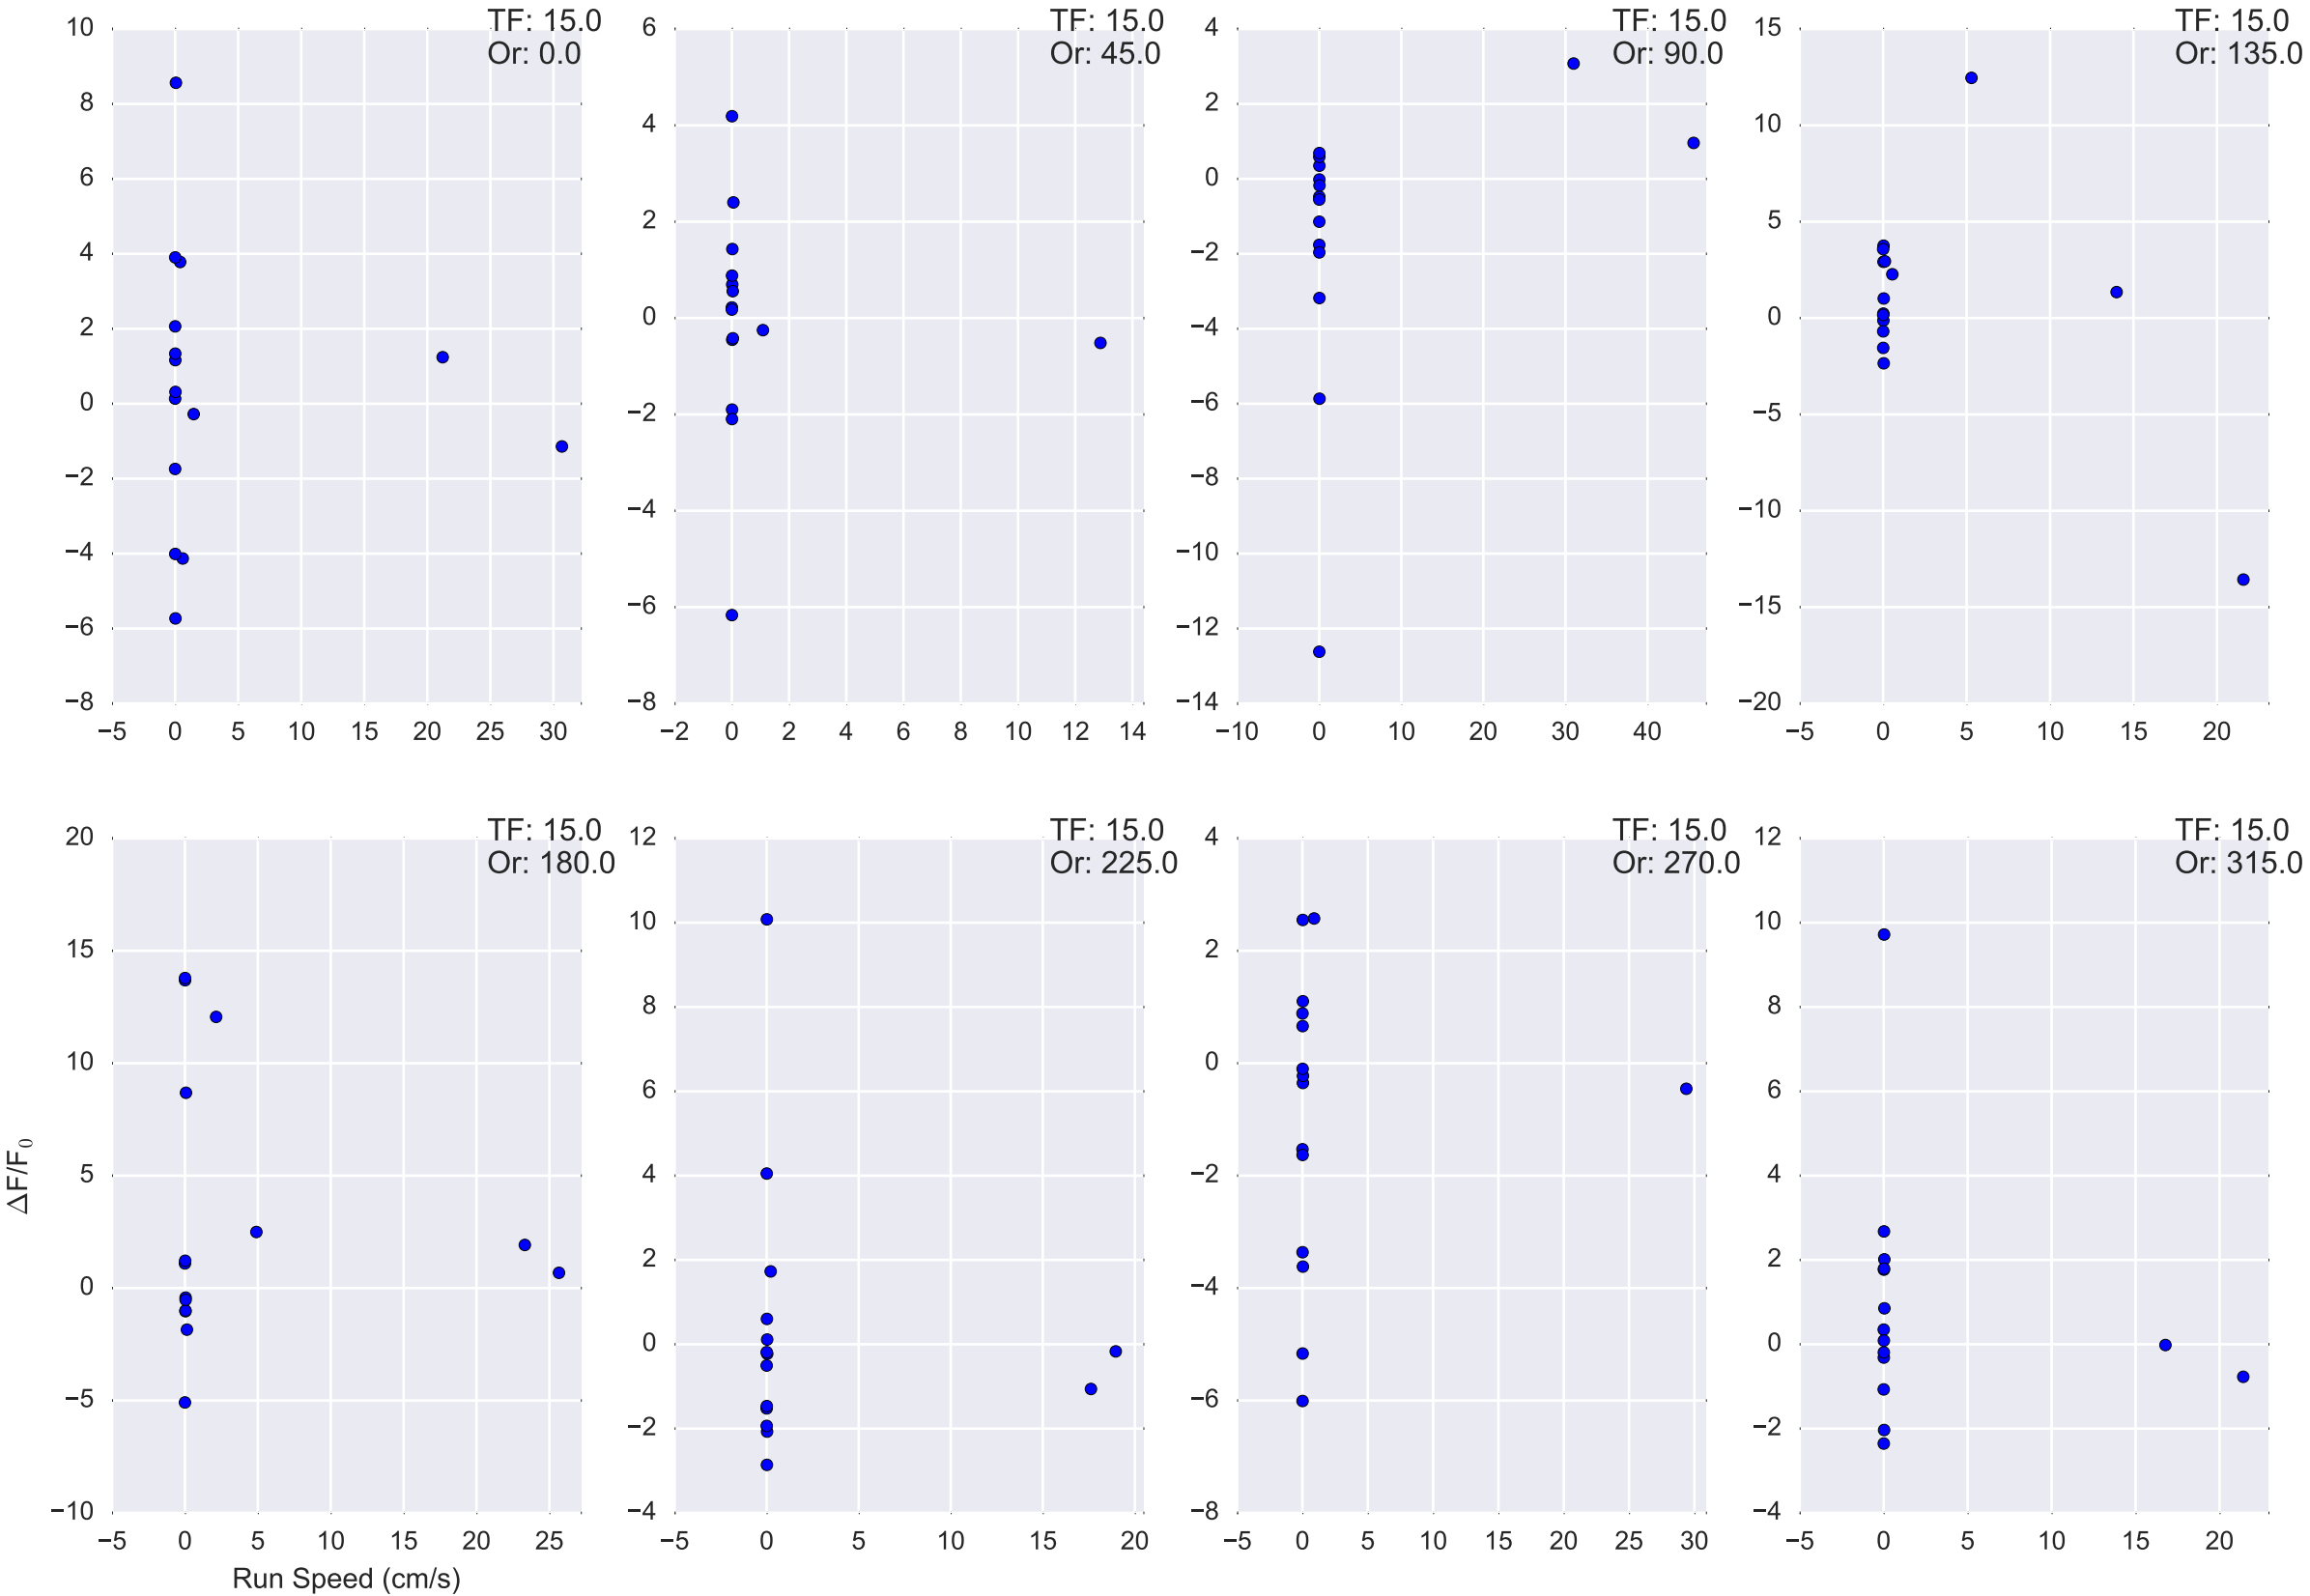 TF: 15.0
Or: 0.0
10
8
6
4
2
0
−2
−4
−6
−8
−5 0 5 10 15 20 25 30
TF: 15.0
Or: 45.0
6
4
2
0
−2
−4
−6
−8
−2 0 2 4 6 8 10 12 14
TF: 15.0
Or: 90.0
4
2
0
−2
−4
−6
−8
−10
−12
−14
−10 0 10 20 30 40
TF: 15.0
Or: 135.0
15
10
5
0
−5
−10
−15
−20
−5 0 5 10 15 20
TF: 15.0
Or: 180.0
20
15
10
5
0
−5
−10
−5 0 5 10 15 20 25
Run Speed (cm/s)
ΔF/F₀
TF: 15.0
Or: 225.0
12
10
8
6
4
2
0
−2
−4
−5 0 5 10 15 20
TF: 15.0
Or: 270.0
4
2
0
−2
−4
−6
−8
−5 0 5 10 15 20 25 30
TF: 15.0
Or: 315.0
12
10
8
6
4
2
0
−2
−4
−5 0 5 10 15 20